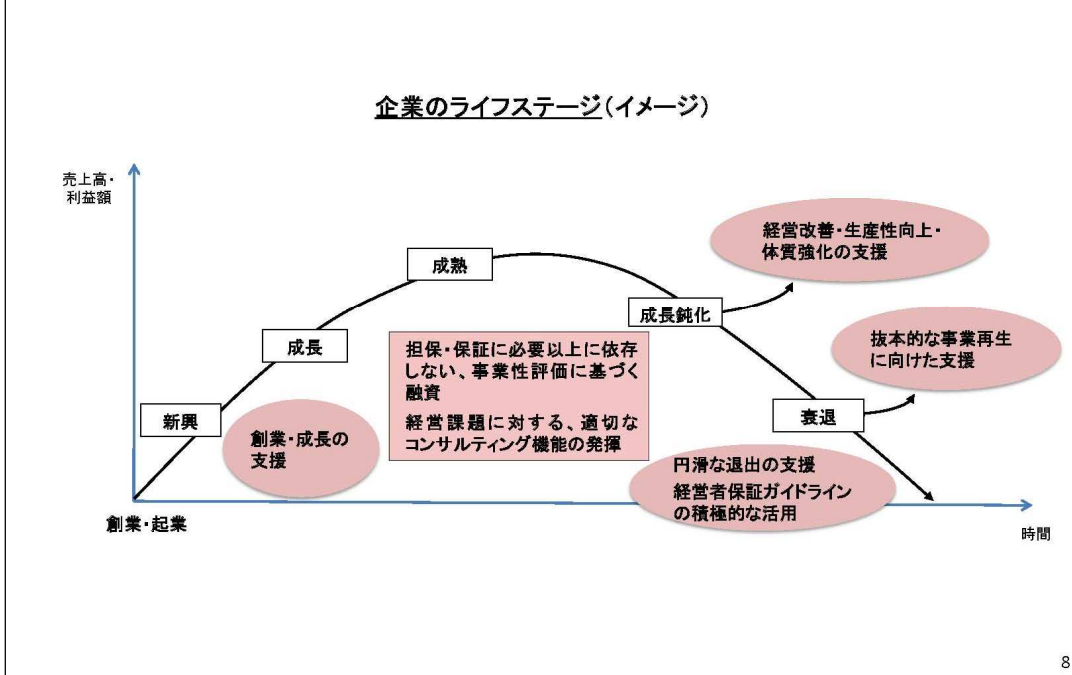 企業のライフステージ(イメージ)
売上高・
利益額
経営改善・生産性向上・
体質強化の支援
成熟
成長鈍化
成長
担保・保証に必要以上に依存
しない、事業性評価に基づく
融資
経営課題に対する、適切な
コンサルティング機能の発揮
抜本的な事業再生
に向けた支援
新興
創業・成長の
支援
衰退
円滑な退出の支援
経営者保証ガイドライン
の積極的な活用
創業・起業
時間
8